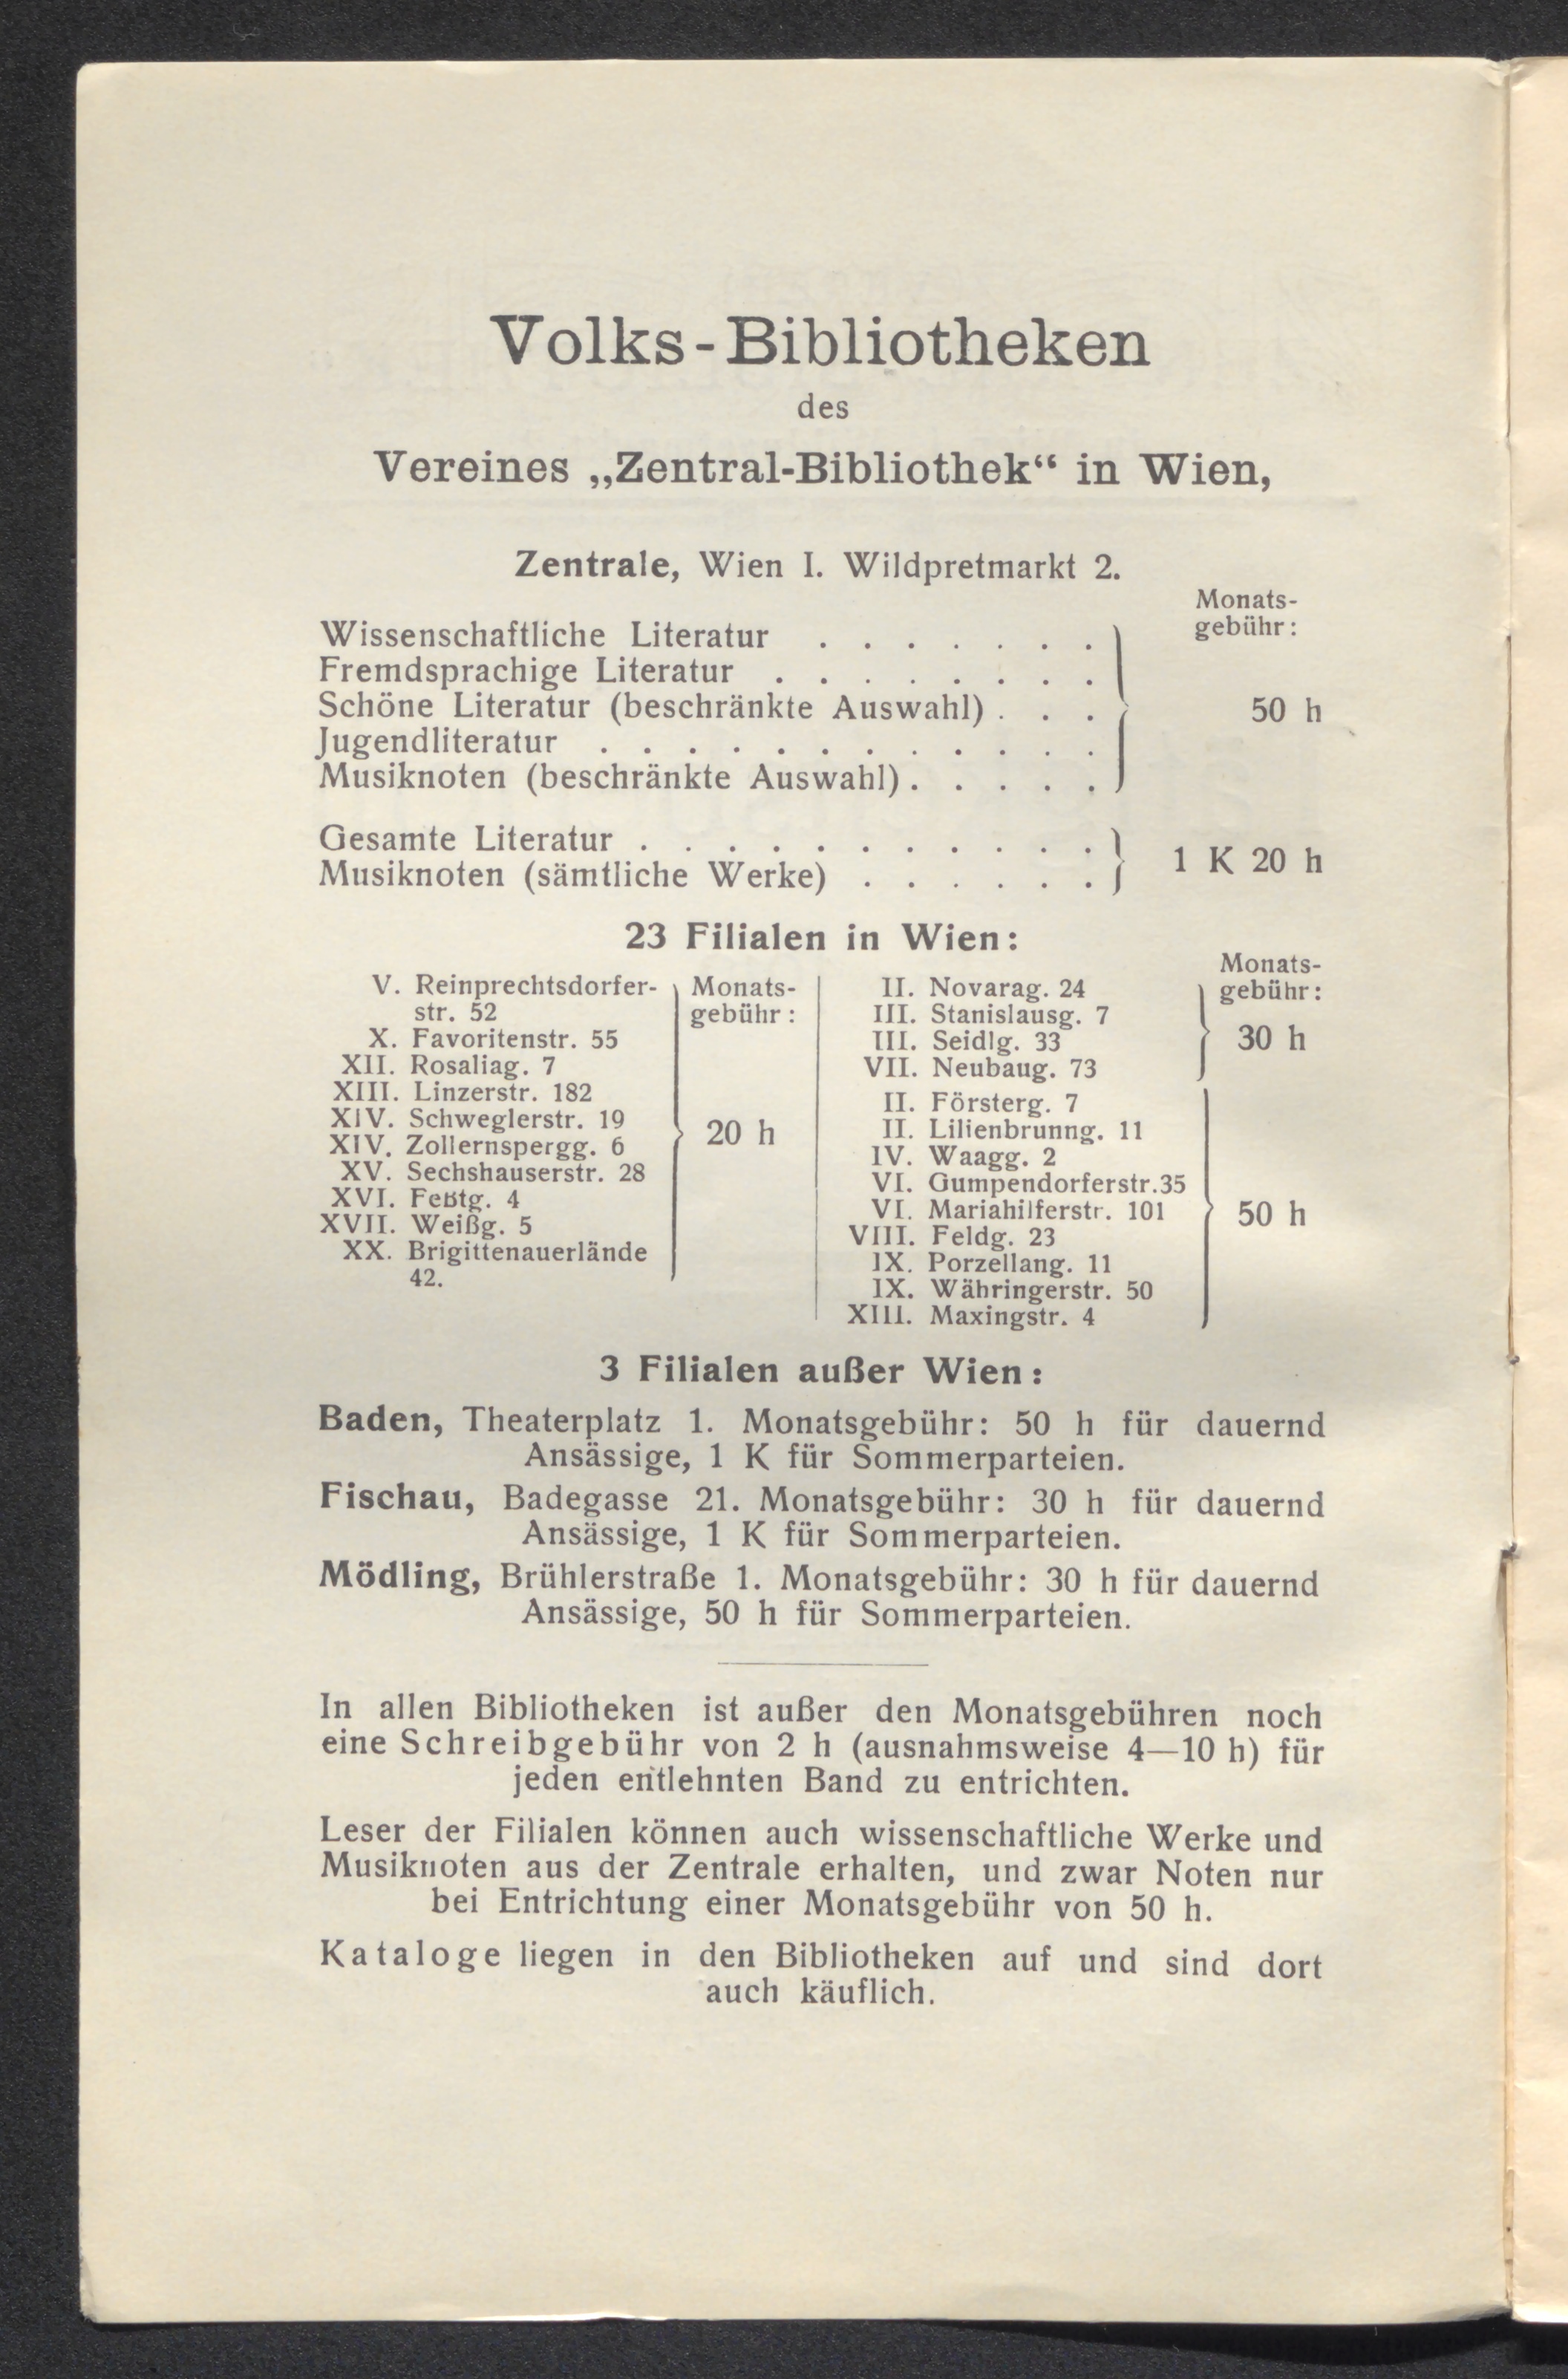 Volks-Bibliotheken
des
Vereines „Zentral-Bibliothek“ in Wien,
Zentrale, Wien I. Wildpretmarkt 2.
Monats-
gebühr:
Wissenschaftliche Literatur . . . . . . .
Fremdsprachige Literatur . . . . . . . .
Schöne Literatur (beschränkte Auswahl) . . .
50 h
Jugendliteratur . . . . . . . . . . . .
Musiknoten (beschränkte Auswahl) . . . . .
Gesamte Literatur . . . . . . . . . . .
Musiknoten (sämtliche Werke) . . . . . .
1 K 20 h
23 Filialen in Wien:
V. Reinprechtsdorfer-
str. 52
X. Favoritenstr. 55
XII. Rosaliag. 7
XIII. Linzerstr. 182
XIV. Schweglerstr. 19
XIV. Zollernspergg. 6
XV. Sechshauserstr. 28
XVI. Feßtg. 4
XVII. Weißg. 5
XX. Brigittenauerlände
42.
Monats-
gebühr:
20 h
II. Novarag. 24
III. Stanislausg. 7
III. Seidlg. 33
VII. Neubaug. 73
Monats-
gebühr:
30 h
II. Försterg. 7
II. Lilienbrunng. 11
IV. Waagg. 2
VI. Gumpendorferstr.35
VI. Mariahilferstr. 101
VIII. Feldg. 23
IX. Porzellang. 11
IX. Währingerstr. 50
XIII. Maxingstr. 4
50 h
3 Filialen außer Wien:
Baden, Theaterplatz 1. Monatsgebühr: 50 h für dauernd
Ansässige, 1 K für Sommerparteien.
Fischau, Badegasse 21. Monatsgebühr: 30 h für dauernd
Ansässige, 1 K für Sommerparteien.
Mödling, Brühlerstraße 1. Monatsgebühr: 30 h für dauernd
Ansässige, 50 h für Sommerparteien.
In allen Bibliotheken ist außer den Monatsgebühren noch
eine Schreibgebühr von 2 h (ausnahmsweise 4—10 h) für
jeden entlehnten Band zu entrichten.
Leser der Filialen können auch wissenschaftliche Werke und
Musiknoten aus der Zentrale erhalten, und zwar Noten nur
bei Entrichtung einer Monatsgebühr von 50 h.
Kataloge liegen in den Bibliotheken auf und sind dort
auch käuflich.